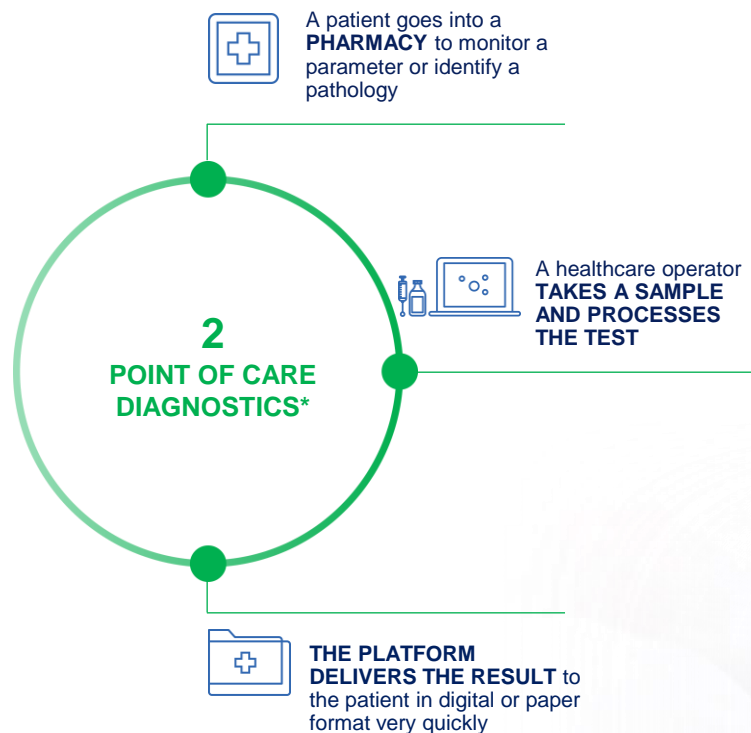 A patient goes into a
PHARMACY to monitor a
parameter or identify a
pathology
A healthcare operator
TAKES A SAMPLE
AND PROCESSES
THE TEST
2
POINT OF CARE
DIAGNOSTICS*
THE PLATFORM
DELIVERS THE RESULT to
the patient in digital or paper
format very quickly